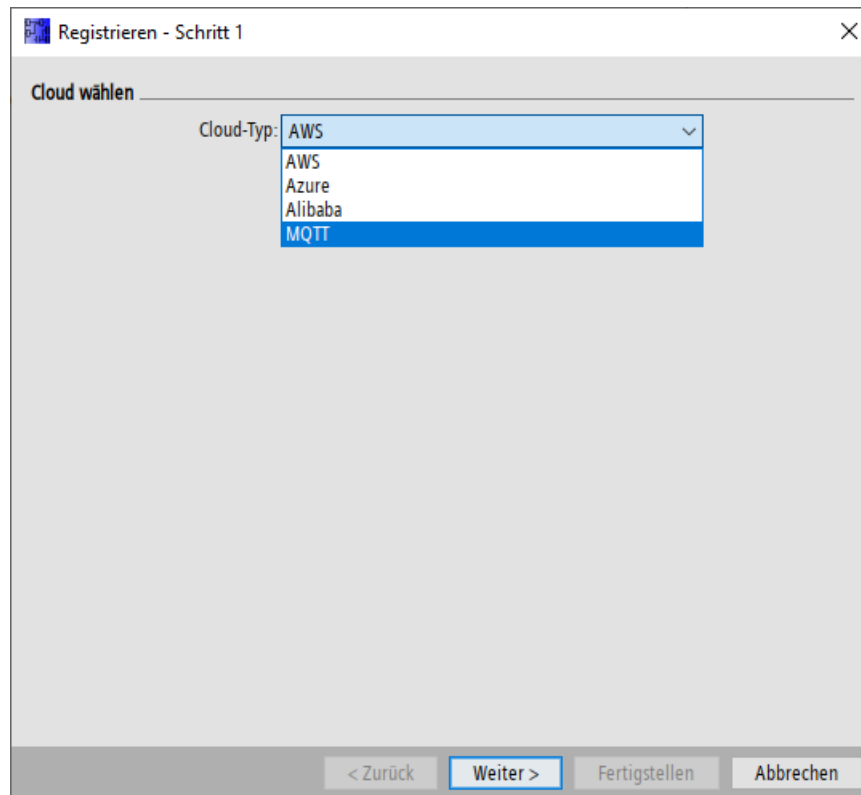 Registrieren - Schritt 1
Cloud wählen
Cloud-Typ: AWS
AWS
Azure
Alibaba
MQTT
< Zurück Weiter > Fertigstellen Abbrechen